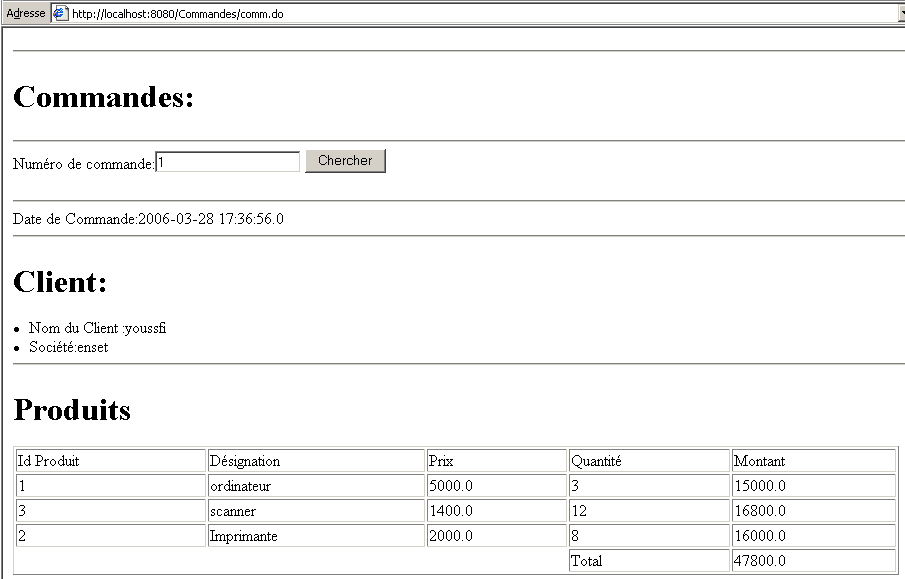 Adresse http://localhost:8080/Commandes/comm.do
Commandes:
Numéro de commande:1 Chercher
Date de Commande:2006-03-28 17:36:56.0
Client:
Nom du Client :youssfi
Société:enset
Produits
Id Produit Désignation Prix Quantité Montant
1 ordinateur 5000.0 3 15000.0
3 scanner 1400.0 12 16800.0
2 Imprimante 2000.0 8 16000.0
Total 47800.0